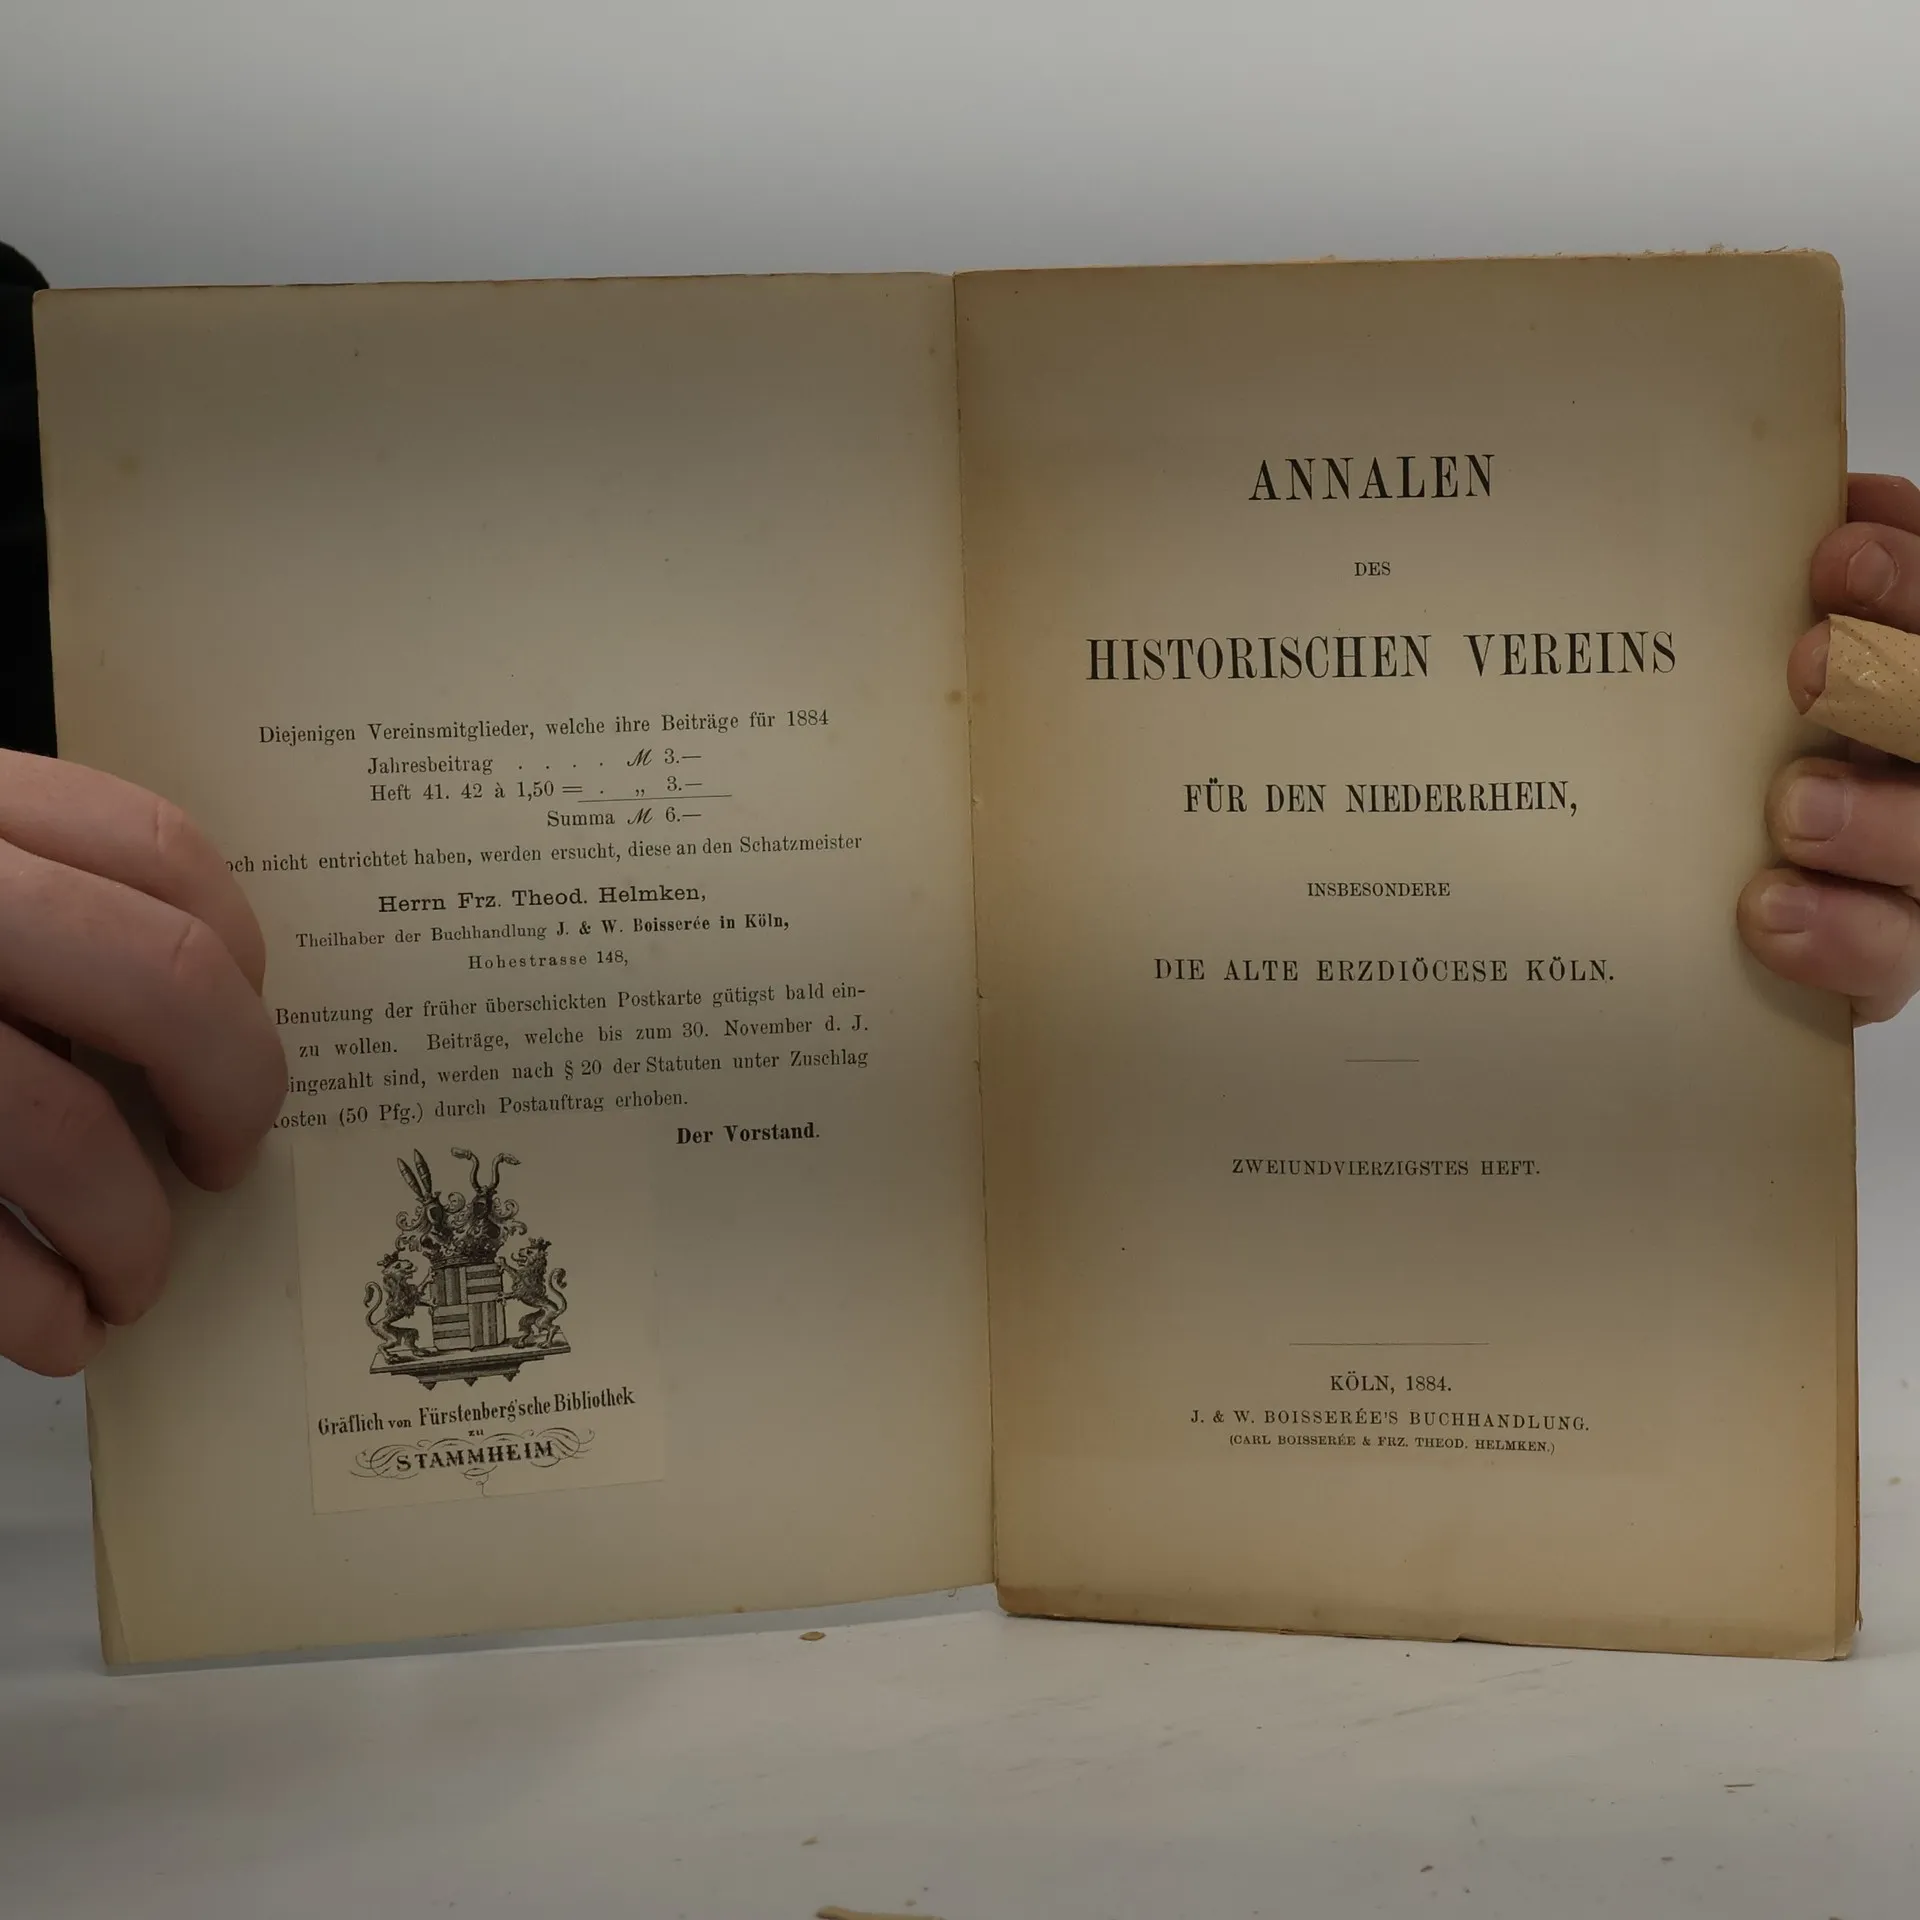 Diejenigen Vereinsmitglieder, welche ihre Beiträge für 1884
Jahresbeitrag . . . . ℳ 3.—
Heft 41. 42 à 1,50 = . „ 3.—
Summa ℳ 6.—
och nicht entrichtet haben, werden ersucht, diese an den Schatzmeister
Herrn Frz. Theod. Helmken,
Theilhaber der Buchhandlung J. & W. Boisserée in Köln,
Hohestrasse 148,
Benutzung der früher überschickten Postkarte gütigst bald ein-
zu wollen. Beiträge, welche bis zum 30. November d. J.
eingezahlt sind, werden nach § 20 der Statuten unter Zuschlag
osten (50 Pfg.) durch Postauftrag erhoben.
Der Vorstand.
Gräflich von Fürstenberg'sche Bibliothek
zu
STAMMHEIM
ANNALEN
DES
HISTORISCHEN VEREINS
FÜR DEN NIEDERRHEIN,
INSBESONDERE
DIE ALTE ERZDIÖCESE KÖLN.
ZWEIUNDVIERZIGSTES HEFT.
KÖLN, 1884.
J. & W. BOISSERÉE'S BUCHHANDLUNG.
(CARL BOISSERÉE & FRZ. THEOD. HELMKEN.)